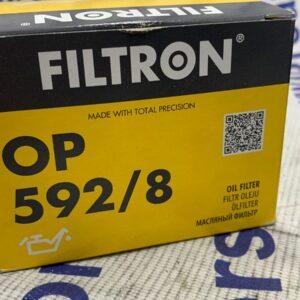 FILTRON®
MADE WITH TOTAL PRECISION
OP
592/8
OIL FILTER
FILTR OLEJU
ÖLFILTER
МАСЛЯНЫЙ ФИЛЬТР